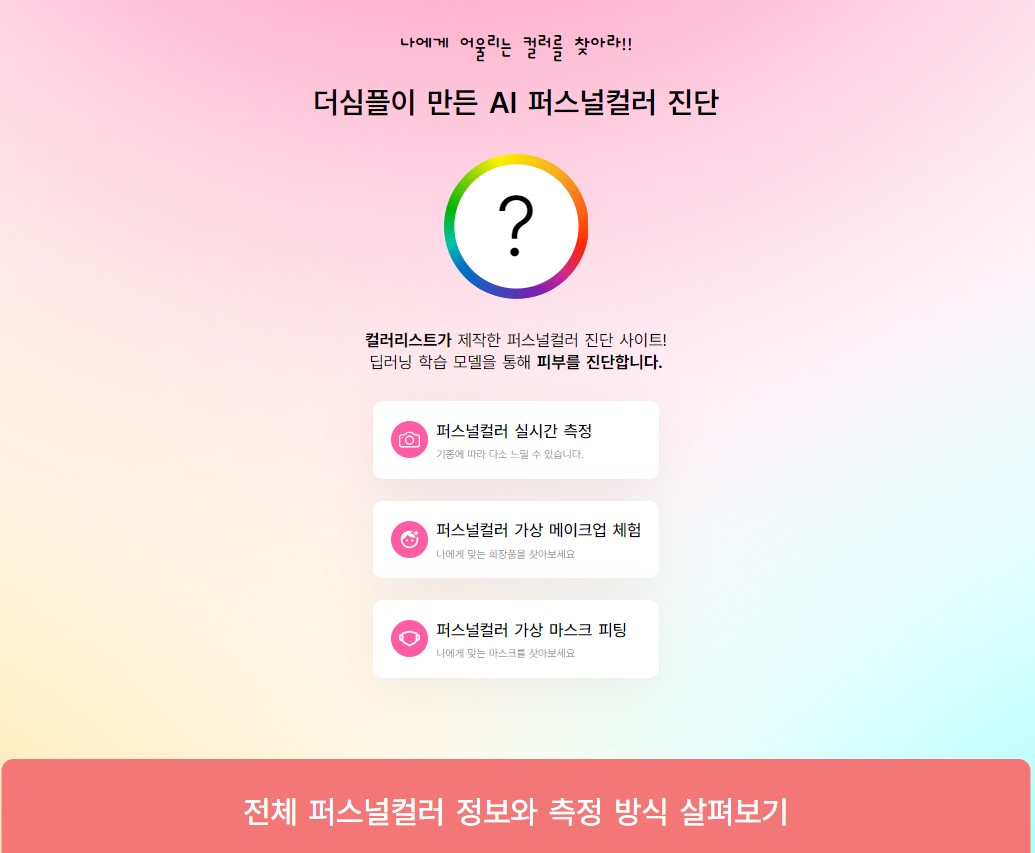 나에게 어울리는 컬러를 찾아라!!
더심플이 만든 AI 퍼스널컬러 진단
?
컬러리스트가 제작한 퍼스널컬러 진단 사이트!
딥러닝 학습 모델을 통해 피부를 진단합니다.
퍼스널컬러 실시간 측정
기종에 따라 다소 느릴 수 있습니다.
퍼스널컬러 가상 메이크업 체험
나에게 맞는 화장품을 찾아보세요
퍼스널컬러 가상 마스크 피팅
나에게 맞는 마스크를 찾아보세요
전체 퍼스널컬러 정보와 측정 방식 살펴보기